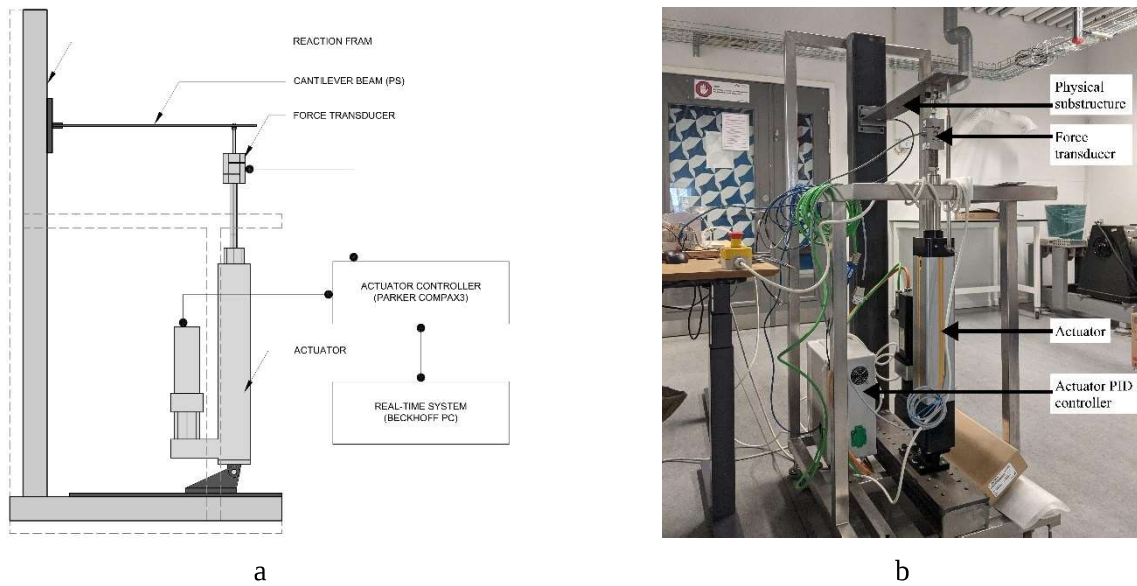 REACTION FRAM
CANTILEVER BEAM (PS)
FORCE TRANSDUCER
ACTUATOR CONTROLLER
(PARKER COMPAX3)
ACTUATOR
REAL-TIME SYSTEM
(BECKHOFF PC)
a
Physical
substructure
Force
transducer
Actuator
Actuator PID
controller
b